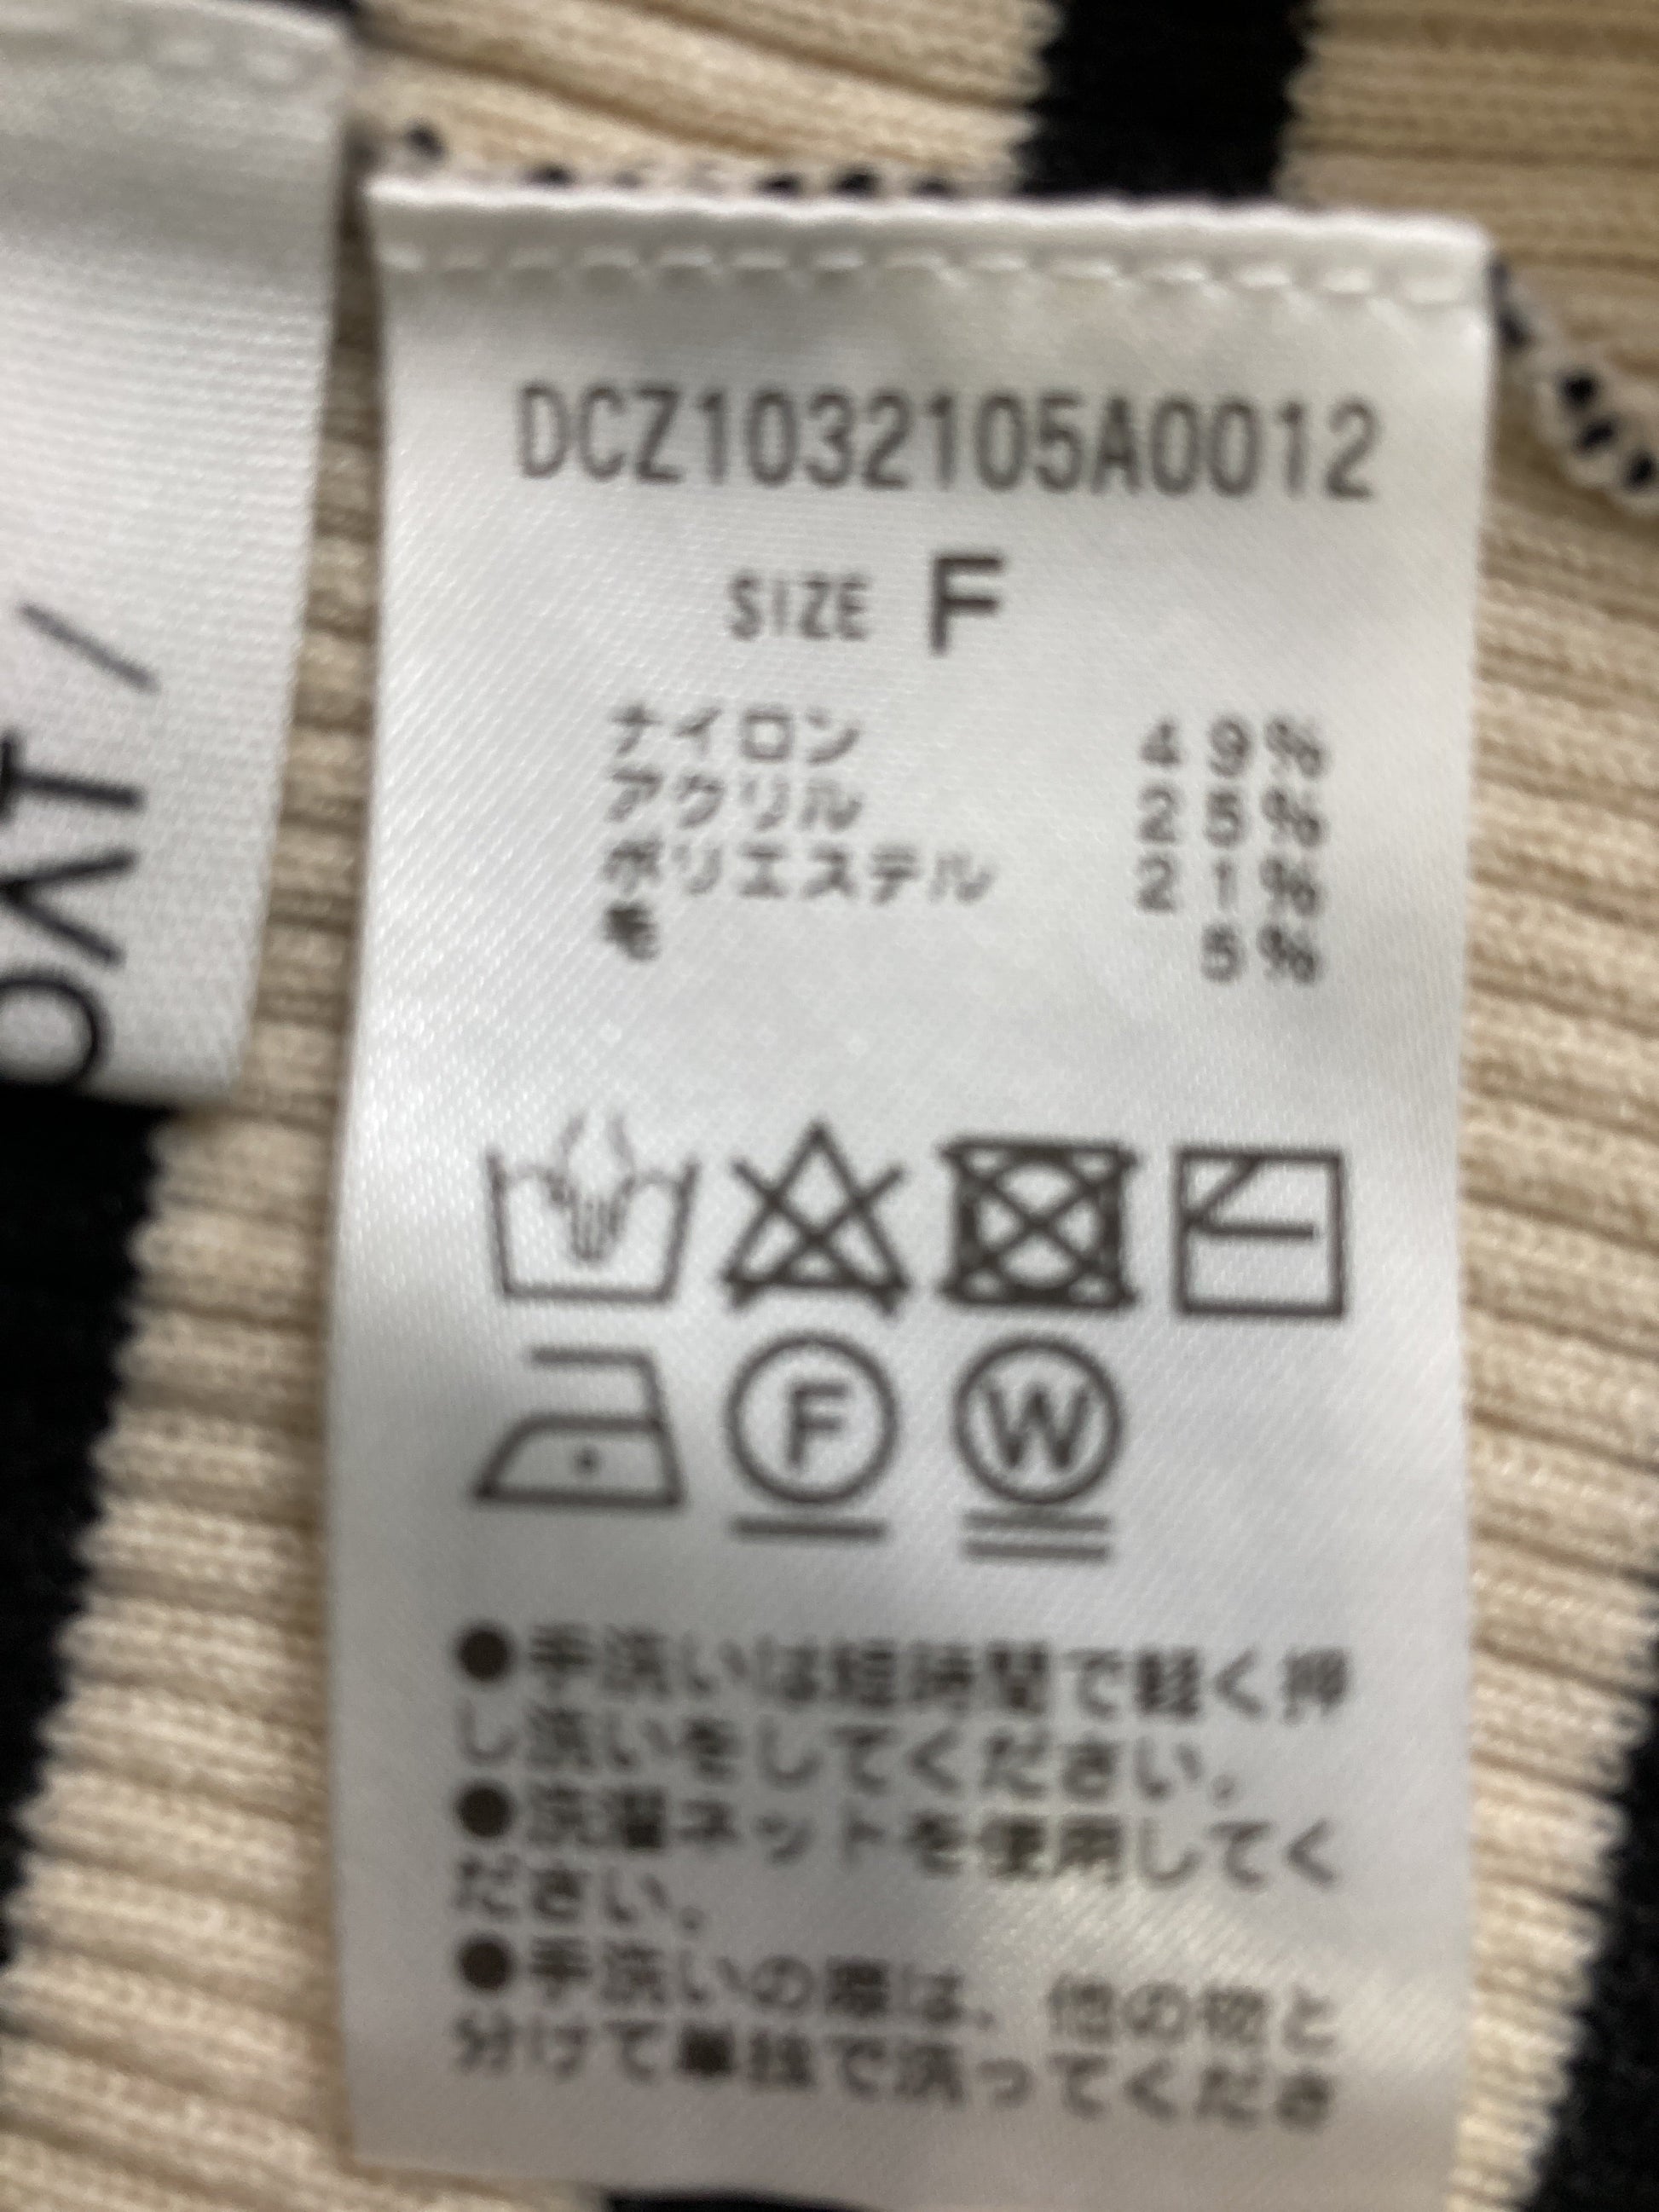 DCZ1032105A0012
SIZE F
ナイロン 49%
アクリル 25%
ポリエステル 21%
毛 5%
F W
●手洗いは短時間で軽く押
し洗いをしてください。
●洗濯ネットを使用してく
ださい。
●手洗いの際は、他の物と
分けて単独で洗ってくださ